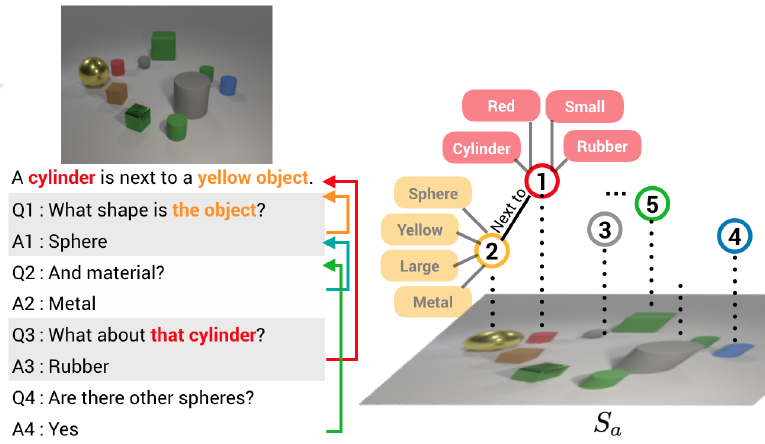 A cylinder is next to a yellow object.
Q1 : What shape is the object?
A1 : Sphere
Q2 : And material?
A2 : Metal
Q3 : What about that cylinder?
A3 : Rubber
Q4 : Are there other spheres?
A4 : Yes
Red
Small
Cylinder
Rubber
1
Next to
Sphere
Yellow
Large
Metal
2
3
...
5
4
Sa